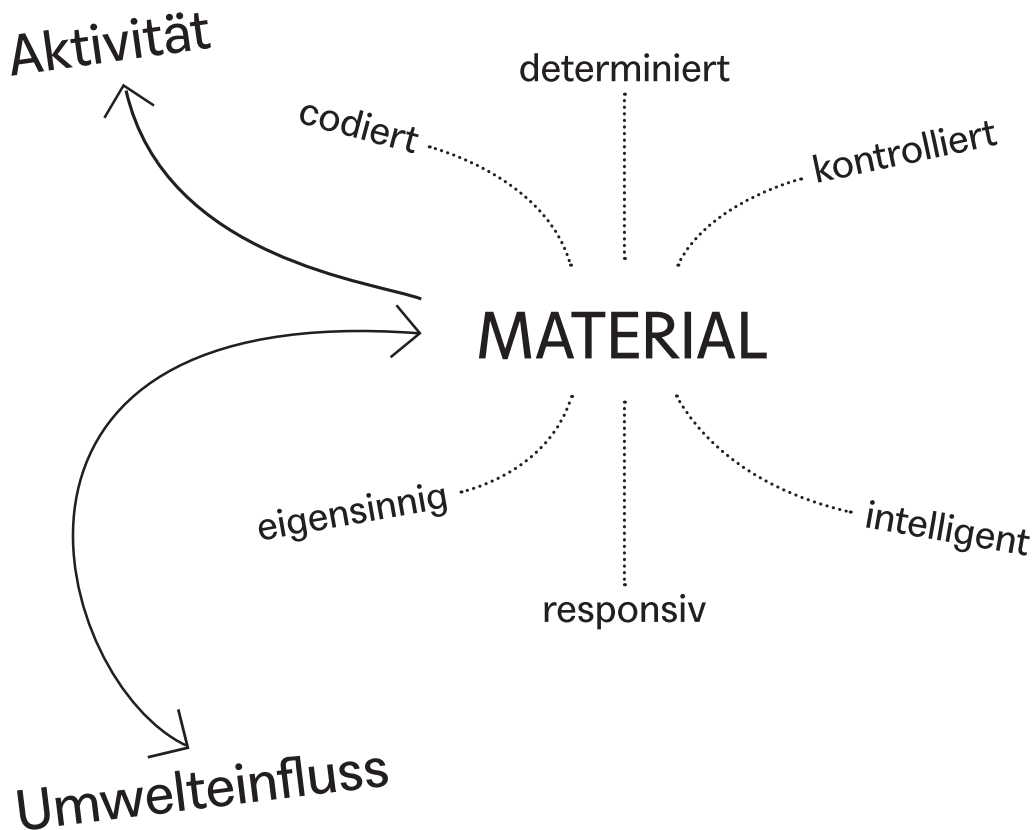 Aktivität
determiniert
codiert
kontrolliert
MATERIAL
eigensinnig
intelligent
responsiv
Umwelteinfluss